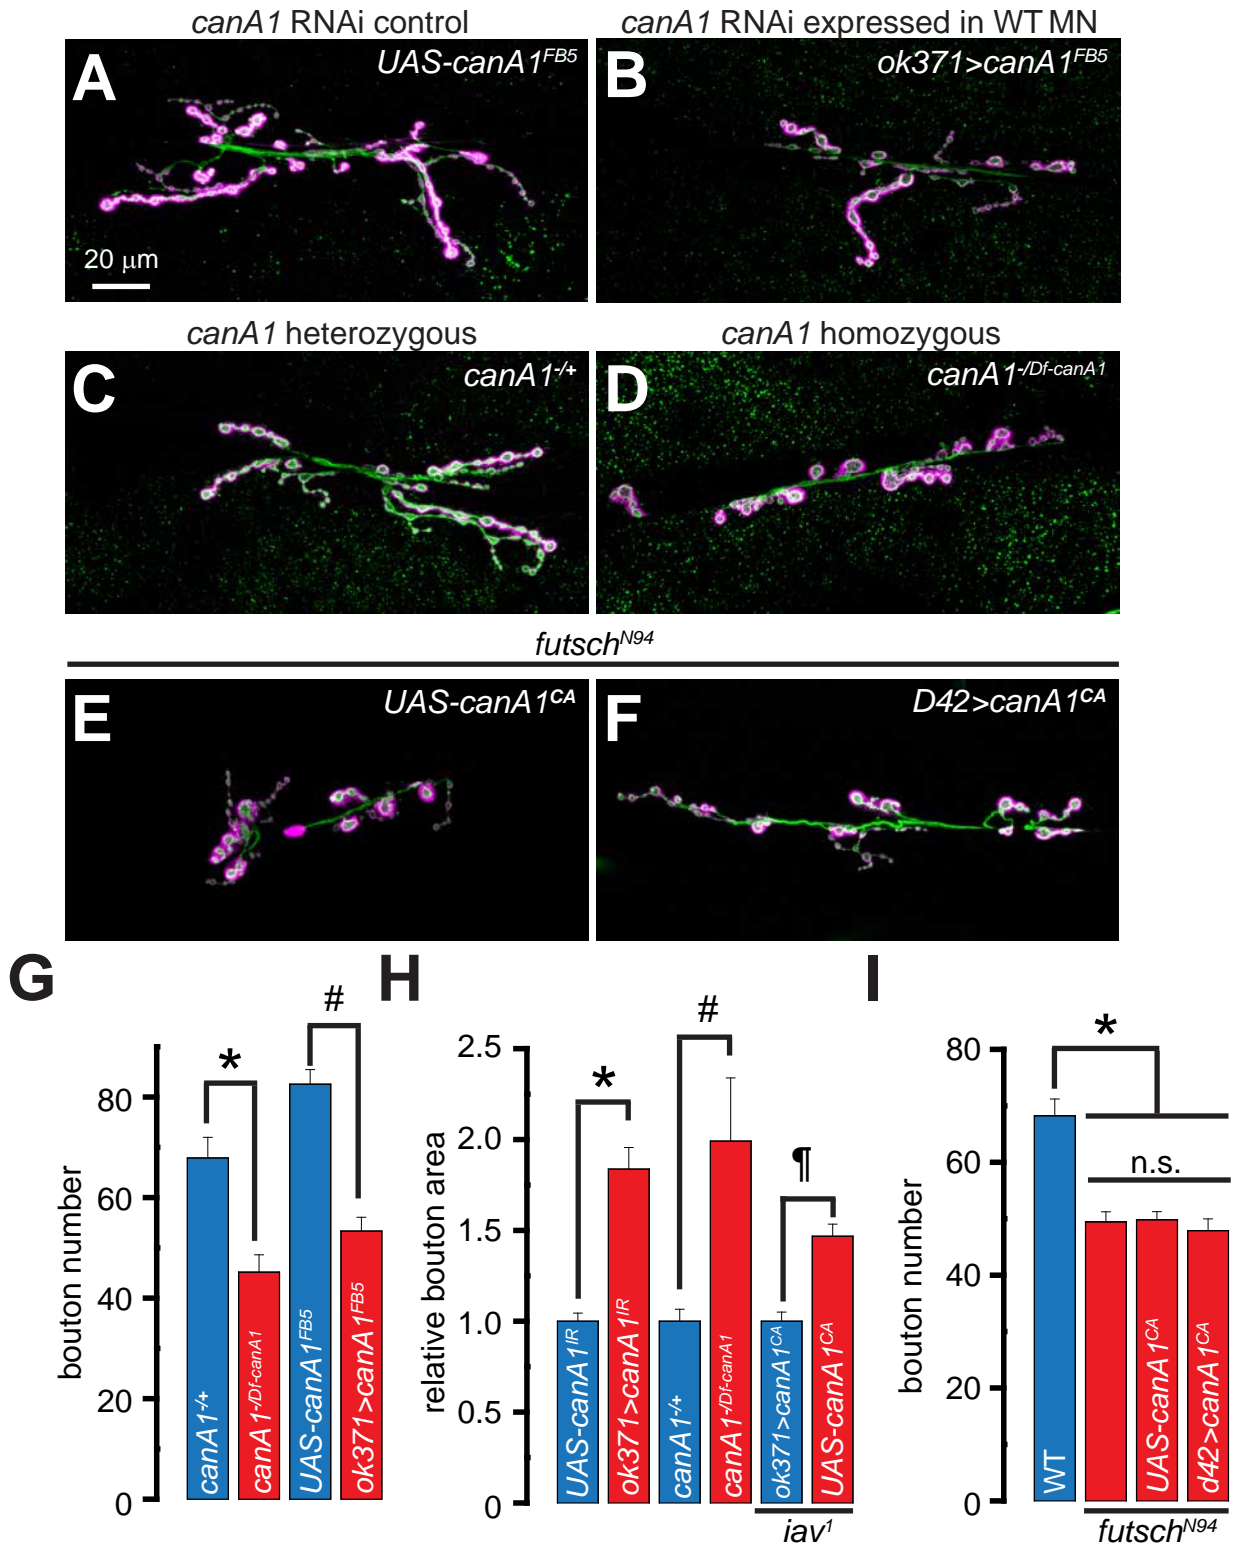 canA1 RNAi control
canA1 RNAi expressed in WT MN
A
UAS-canA1FB5
20 μm
B
ok371>canA1FB5
canA1 heterozygous
canA1 homozygous
C
canA1-/+
D
canA1-/Df-canA1
futschN94
E
UAS-canA1CA
F
D42>canA1CA
G
bouton number
80
60
40
20
0
*
#
canA1-/+
canA1-/Df-canA1
UAS-canA1FB5
ok371>canA1FB5
H
relative bouton area
2.5
2.0
1.5
1.0
0.5
0
*
#
¶
UAS-canA1IR
ok371>canA1IR
canA1-/+
canA1-/Df-canA1
ok371>canA1CA
UAS-canA1CA
iav1
I
bouton number
80
60
40
20
0
*
n.s.
WT
UAS-canA1CA
d42>canA1CA
futschN94